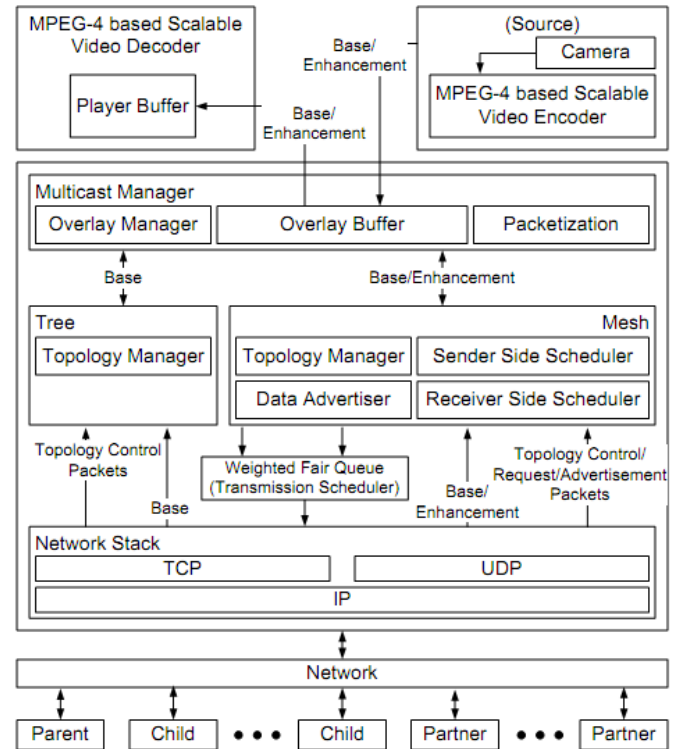 MPEG-4 based Scalable
Video Decoder
Player Buffer
Base/
Enhancement
Base/
Enhancement
(Source)
Camera
MPEG-4 based Scalable
Video Encoder
Multicast Manager
Overlay Manager
Overlay Buffer
Packetization
Base
Base/Enhancement
Tree
Topology Manager
Mesh
Topology Manager
Sender Side Scheduler
Data Advertiser
Receiver Side Scheduler
Topology Control
Packets
Base
Weighted Fair Queue
(Transmission Scheduler)
Base/
Enhancement
Topology Control/
Request/Advertisement
Packets
Network Stack
TCP
UDP
IP
Network
Parent
Child
Child
Partner
Partner